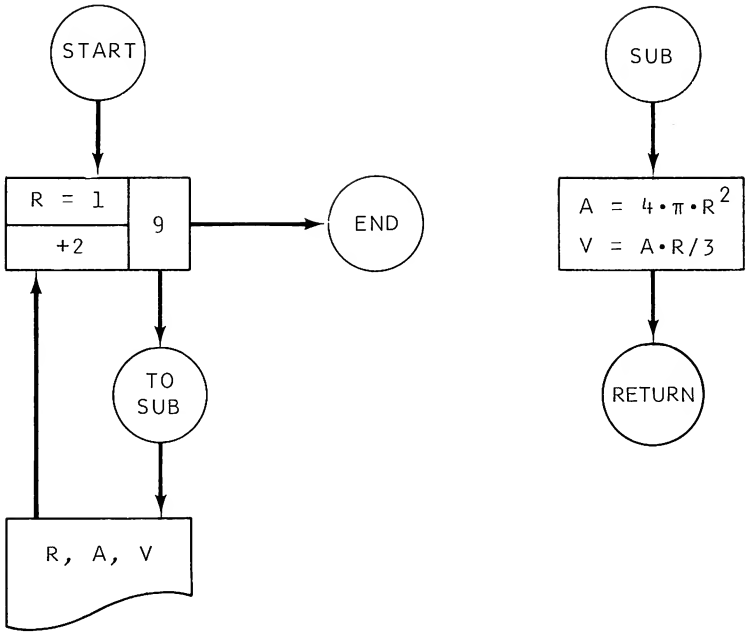 START
R = 1
+2
9
END
TO
SUB
R, A, V
SUB
A = 4•π•R²
V = A•R/3
RETURN